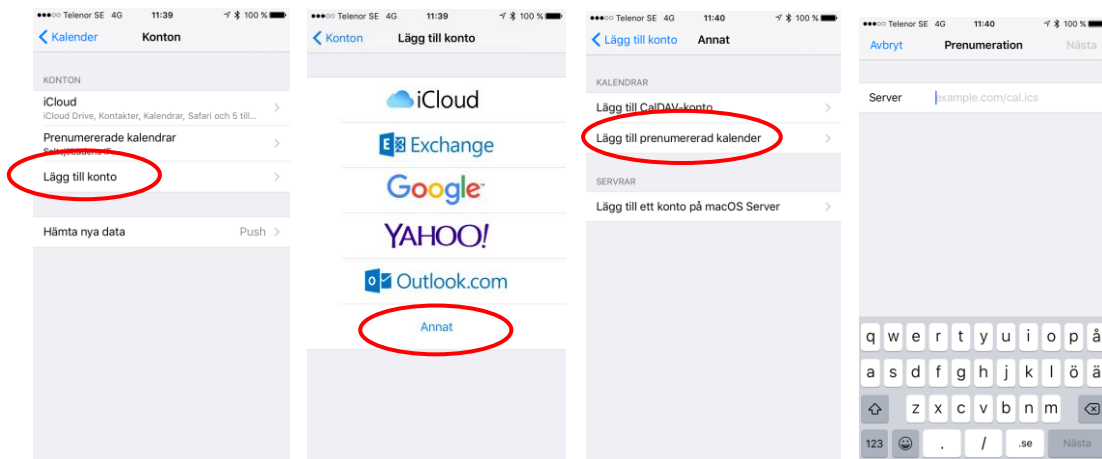 ●●●○○ Telenor SE 4G 11:39 100 %
Kalender Konton
KONTON
iCloud
iCloud Drive, Kontakter, Kalendrar, Safari och 5 till...
Prenumererade kalendrar
Lägg till konto
Hämta nya data Push
●●●○○ Telenor SE 4G 11:39 100 %
Konton Lägg till konto
iCloud
Exchange
Google
YAHOO!
Outlook.com
Annat
●●●○○ Telenor SE 4G 11:40 100 %
Lägg till konto Annat
KALENDRAR
Lägg till CalDAV-konto
Lägg till prenumererad kalender
SERVRAR
Lägg till ett konto på macOS Server
●●●○○ Telenor SE 4G 11:40 100 %
Avbryt Prenumeration Nästa
Server example.com/cal.ics
q w e r t y u i o p å
a s d f g h j k l ö ä
z x c v b n m
123 . / .se Nästa